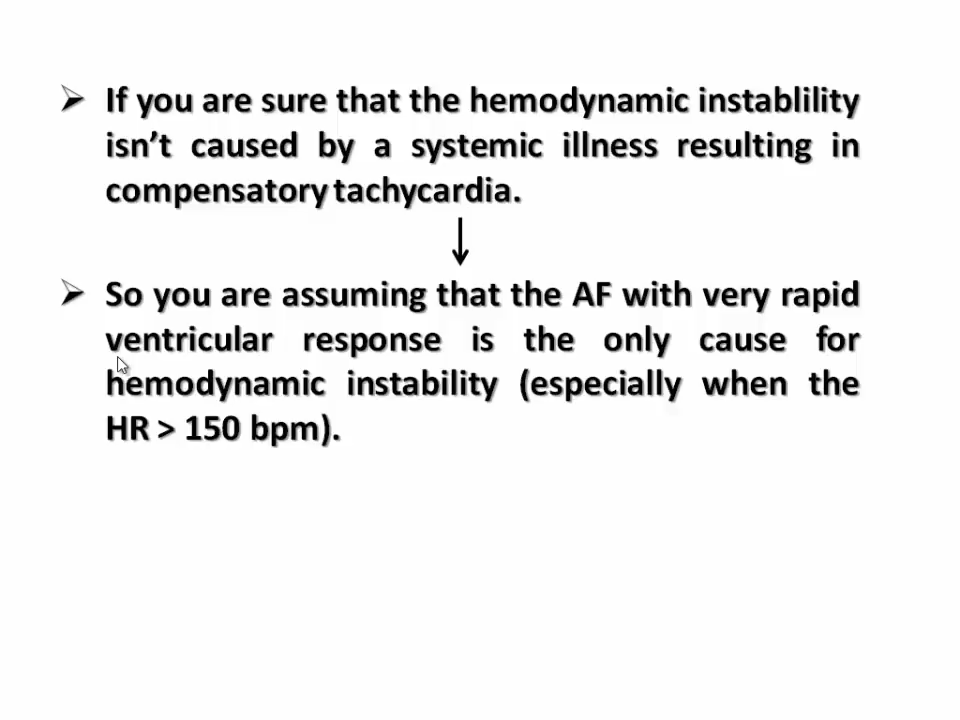 If you are sure that the hemodynamic instablility
isn’t caused by a systemic illness resulting in
compensatory tachycardia.
So you are assuming that the AF with very rapid
ventricular response is the only cause for
hemodynamic instability (especially when the
HR > 150 bpm).